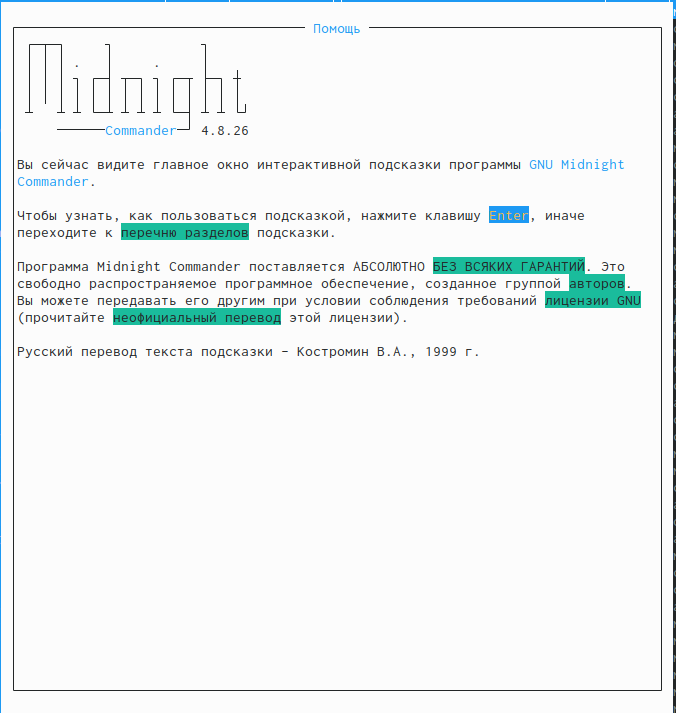 Помощь
Midnight
Commander 4.8.26
Вы сейчас видите главное окно интерактивной подсказки программы GNU Midnight
Commander.
Чтобы узнать, как пользоваться подсказкой, нажмите клавишу Enter, иначе
переходите к перечню разделов подсказки.
Программа Midnight Commander поставляется АБСОЛЮТНО БЕЗ ВСЯКИХ ГАРАНТИЙ. Это
свободно распространяемое программное обеспечение, созданное группой авторов.
Вы можете передавать его другим при условии соблюдения требований лицензии GNU
(прочитайте неофициальный перевод этой лицензии).
Русский перевод текста подсказки – Костромин В.А., 1999 г.